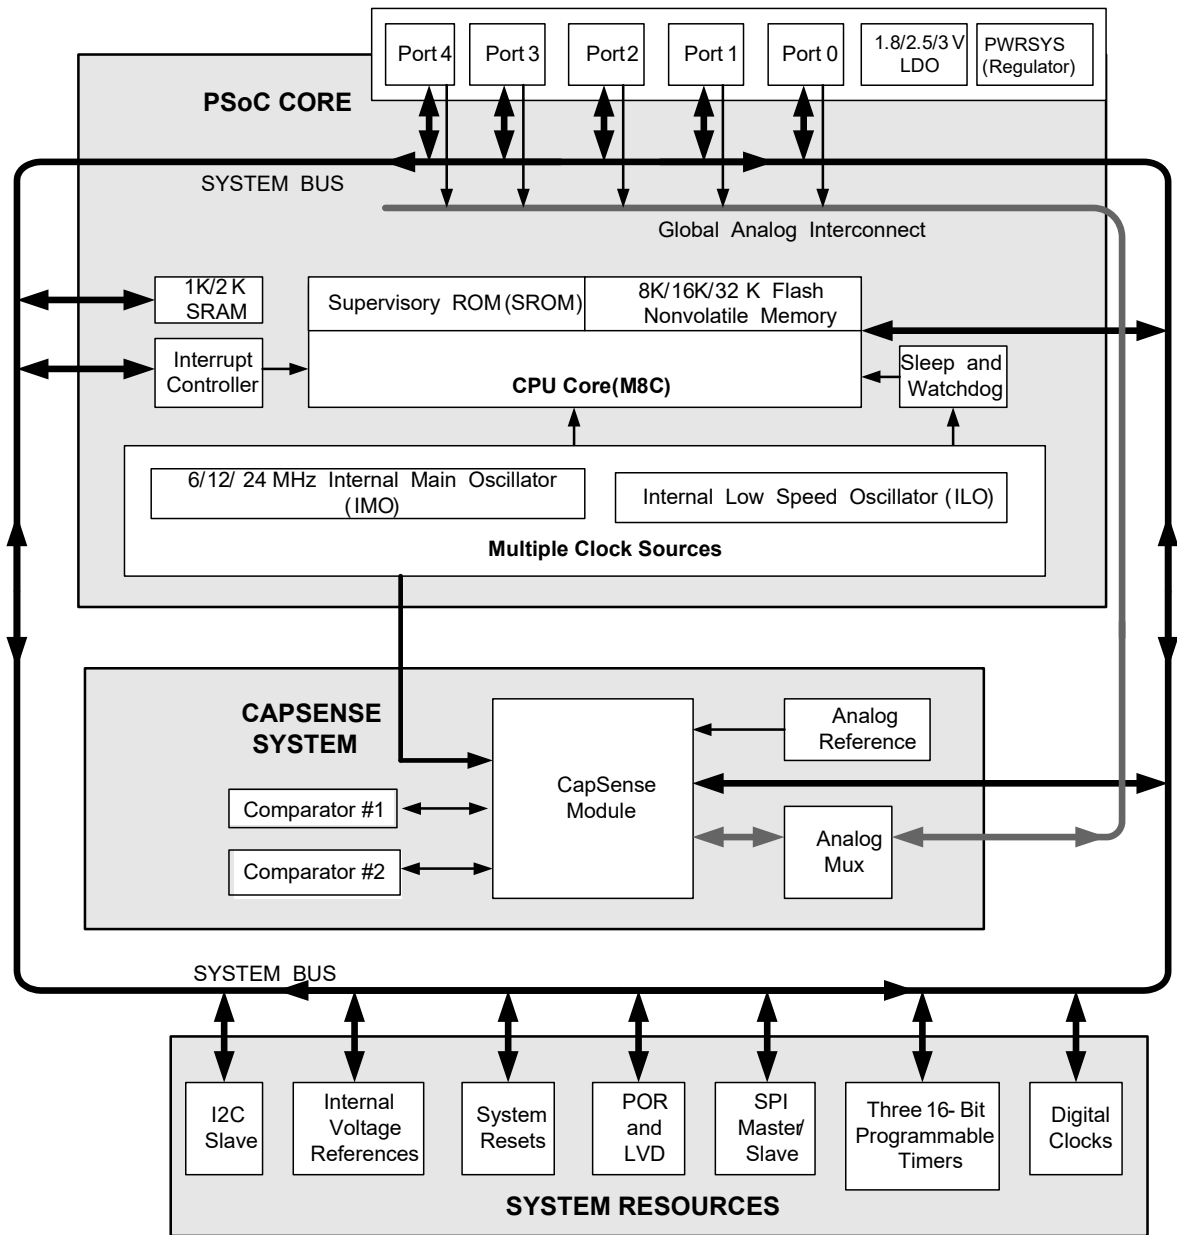 Port 4
Port 3
Port 2
Port 1
Port 0
1.8/2.5/3 V
LDO
PWRSYS
(Regulator)
PSoC CORE
SYSTEM BUS
Global Analog Interconnect
1K/2 K
SRAM
Supervisory ROM (SROM)
8K/16K/32 K Flash
Nonvolatile Memory
Interrupt
Controller
CPU Core(M8C)
Sleep and
Watchdog
6/12/ 24 MHz Internal Main Oscillator
(IMO)
Internal Low Speed Oscillator (ILO)
Multiple Clock Sources
CAPSENSE
SYSTEM
Analog
Reference
CapSense
Module
Comparator #1
Comparator #2
Analog
Mux
SYSTEM BUS
I2C
Slave
Internal
Voltage
References
System
Resets
POR
and
LVD
SPI
Master/
Slave
Three 16- Bit
Programmable
Timers
Digital
Clocks
SYSTEM RESOURCES